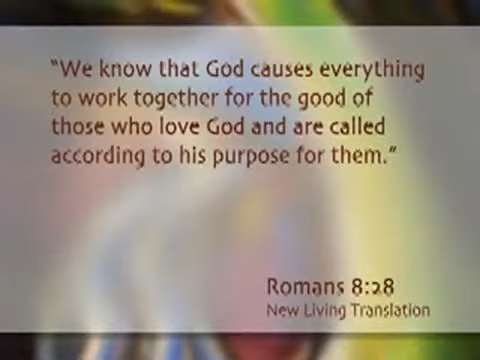 “We know that God causes everything
to work together for the good of
those who love God and are called
according to his purpose for them.”
Romans 8:28
New Living Translation